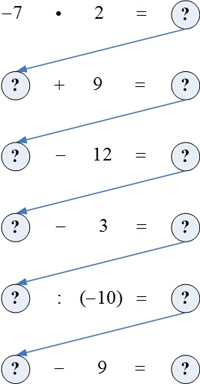 −7 • 2 = ?
? + 9 = ?
? − 12 = ?
? − 3 = ?
? : (−10) = ?
? − 9 = ?